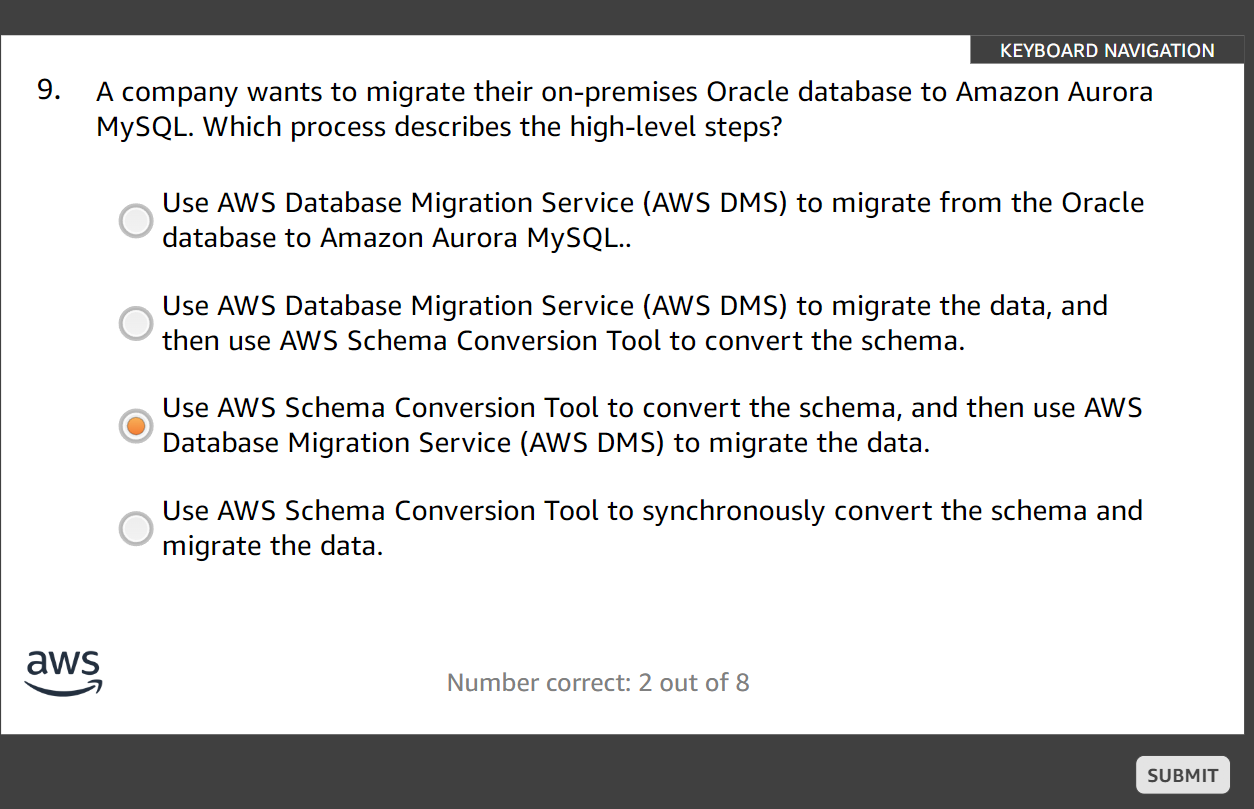 KEYBOARD NAVIGATION
9. A company wants to migrate their on-premises Oracle database to Amazon Aurora
MySQL. Which process describes the high-level steps?
Use AWS Database Migration Service (AWS DMS) to migrate from the Oracle
database to Amazon Aurora MySQL..
Use AWS Database Migration Service (AWS DMS) to migrate the data, and
then use AWS Schema Conversion Tool to convert the schema.
Use AWS Schema Conversion Tool to convert the schema, and then use AWS
Database Migration Service (AWS DMS) to migrate the data.
Use AWS Schema Conversion Tool to synchronously convert the schema and
migrate the data.
aws
Number correct: 2 out of 8
SUBMIT